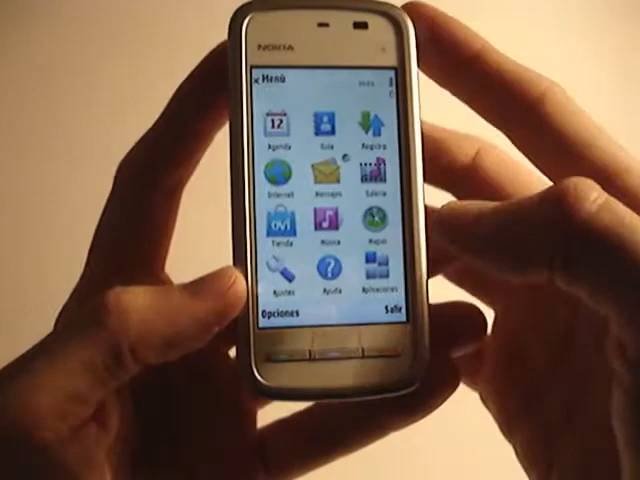 NOKIA
Menú
12
Agenda Guía Registro
Internet Mensajes Galería
ovi
Tienda Música Mapas
Ajustes Ayuda Aplicaciones
Opciones Salir